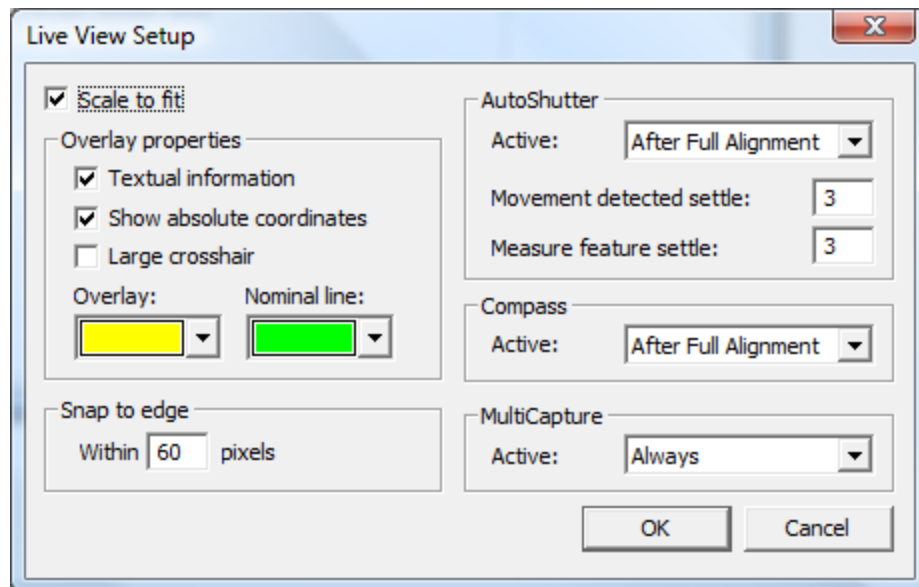 Live View Setup
Scale to fit
Overlay properties
Textual information
Show absolute coordinates
Large crosshair
Overlay: Nominal line:
Snap to edge
Within 60 pixels
AutoShutter
Active: After Full Alignment
Movement detected settle: 3
Measure feature settle: 3
Compass
Active: After Full Alignment
MultiCapture
Active: Always
OK Cancel